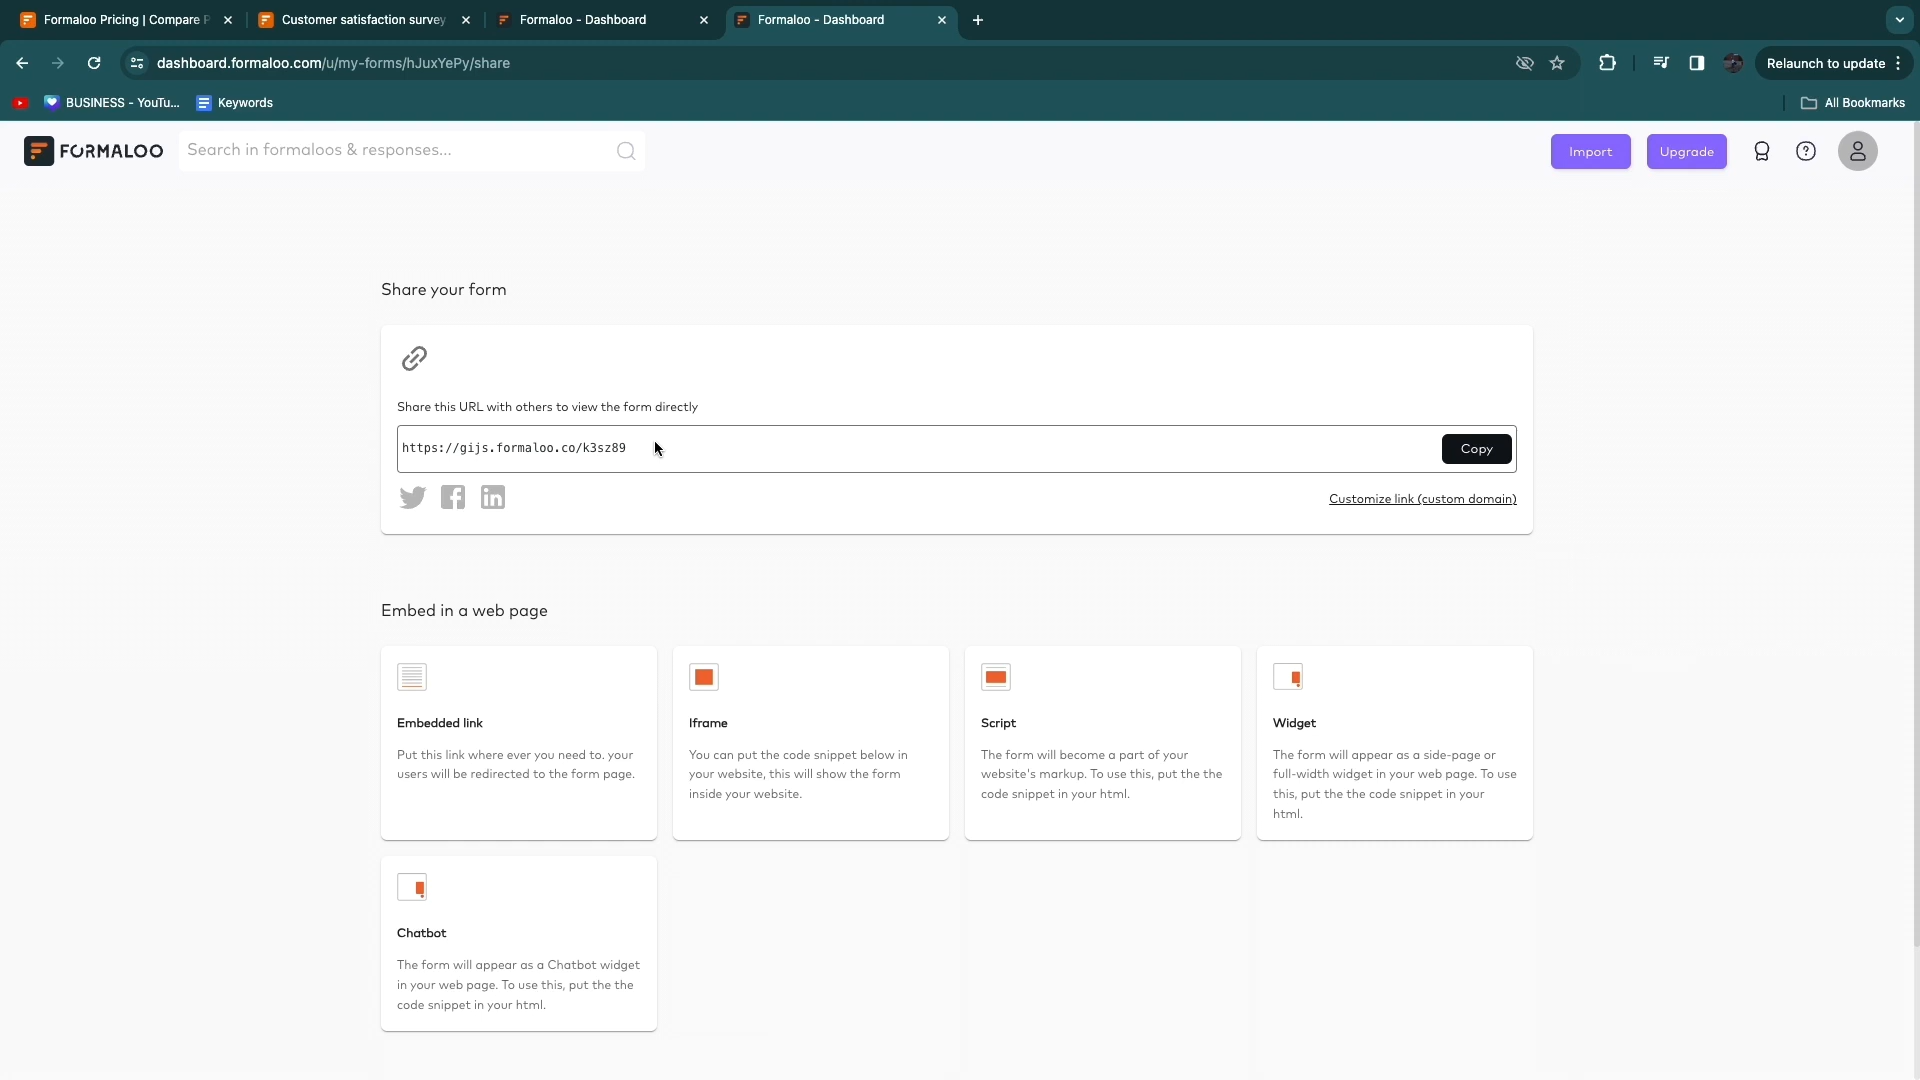 Formaloo Pricing | Compare P
Customer satisfaction survey
Formaloo - Dashboard
Formaloo - Dashboard
dashboard.formaloo.com/u/my-forms/hJuxYePy/share
Relaunch to update
BUSINESS - YouTu...
Keywords
All Bookmarks
FORMALOO
Search in formaloos & responses...
Import
Upgrade
Share your form
Share this URL with others to view the form directly
https://gijs.formaloo.co/k3sz89
Copy
Customize link (custom domain)
Embed in a web page
Embedded link
Put this link where ever you need to. your
users will be redirected to the form page.
Iframe
You can put the code snippet below in
your website, this will show the form
inside your website.
Script
The form will become a part of your
website's markup. To use this, put the the
code snippet in your html.
Widget
The form will appear as a side-page or
full-width widget in your web page. To use
this, put the the code snippet in your
html.
Chatbot
The form will appear as a Chatbot widget
in your web page. To use this, put the the
code snippet in your html.